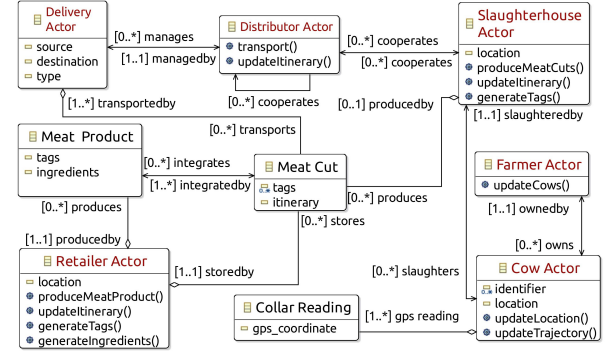 Delivery
Actor
source
destination
type
[0..*] manages
[1..1] managedby
Distributor Actor
transport()
updateItinerary()
[0..*] cooperates
[0..*] cooperates
[0..*] cooperates
Slaughterhouse
Actor
location
produceMeatCuts()
updateItinerary()
generateTags()
[1..*] transportedby
[0..*] transports
[0..1] producedby
[1..1] slaughteredby
Meat Product
tags
ingredients
[0..*] integrates
[1..*] integratedby
Meat Cut
tags
itinerary
[0..*] produces
Farmer Actor
updateCows()
[1..1] ownedby
[0..*] owns
[0..*] produces
[1..1] producedby
[0..*] stores
[1..1] storedby
Retailer Actor
location
produceMeatProduct()
updateItinerary()
generateTags()
generateIngredients()
[0..*] slaughters
Collar Reading
gps_coordinate
[1..*] gps reading
Cow Actor
identifier
location
updateLocation()
updateTrajectory()